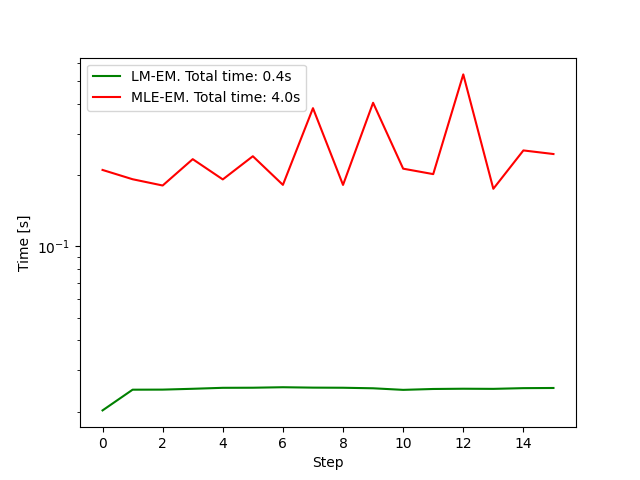 LM-EM. Total time: 0.4s
MLE-EM. Total time: 4.0s
Time [s]
10⁻¹
0 2 4 6 8 10 12 14
Step